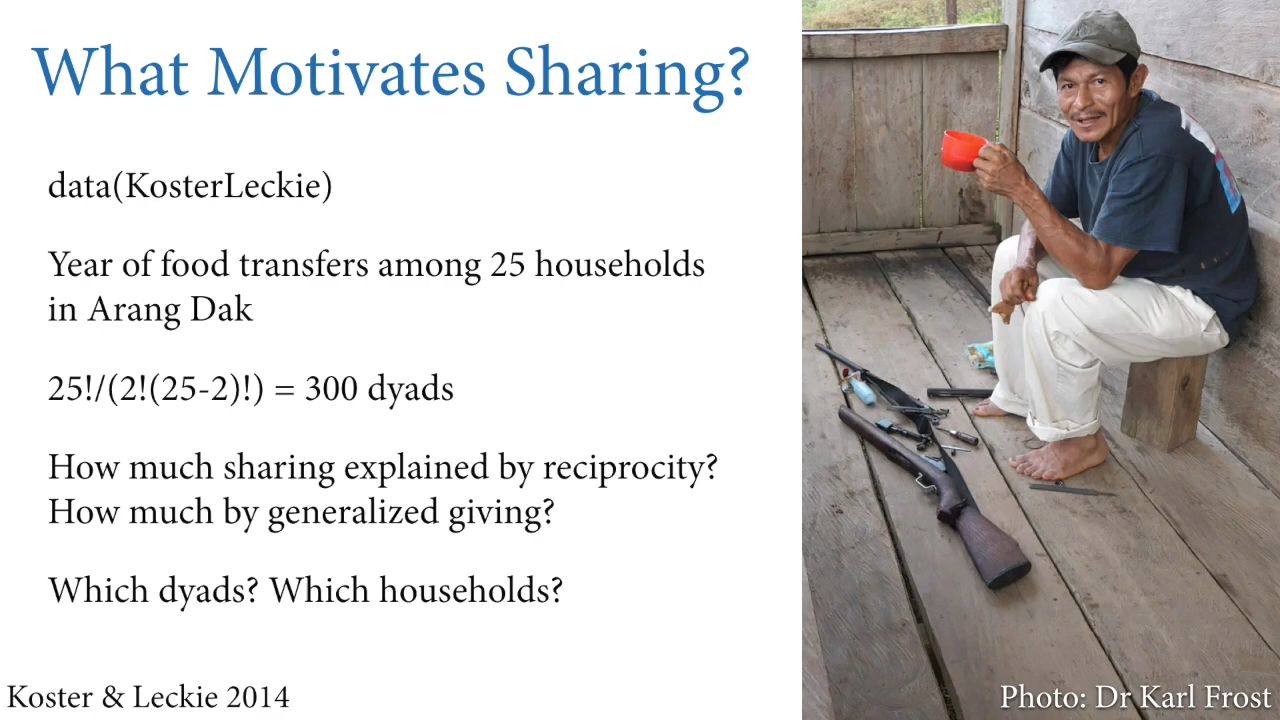 What Motivates Sharing?
data(KosterLeckie)
Year of food transfers among 25 households
in Arang Dak
25!/(2!(25-2)!) = 300 dyads
How much sharing explained by reciprocity?
How much by generalized giving?
Which dyads? Which households?
Koster & Leckie 2014
Photo: Dr Karl Frost